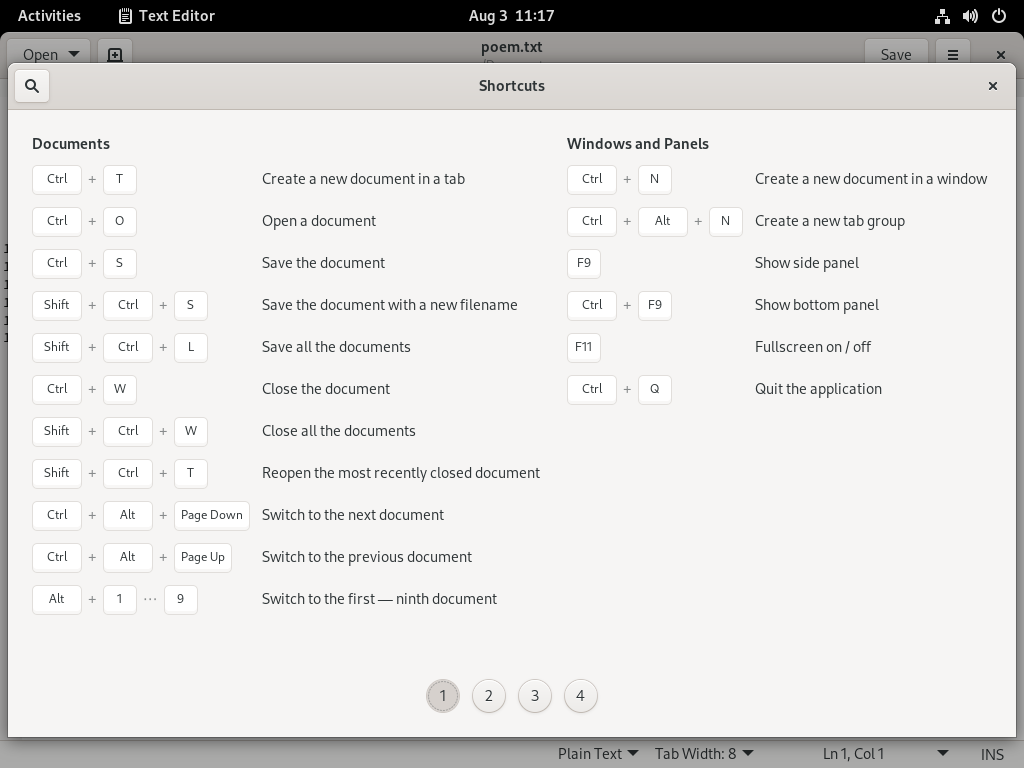 Activities Text Editor Aug 3 11:17
Open poem.txt Save
Shortcuts
Documents
Ctrl + T Create a new document in a tab
Ctrl + O Open a document
Ctrl + S Save the document
Shift + Ctrl + S Save the document with a new filename
Shift + Ctrl + L Save all the documents
Ctrl + W Close the document
Shift + Ctrl + W Close all the documents
Shift + Ctrl + T Reopen the most recently closed document
Ctrl + Alt + Page Down Switch to the next document
Ctrl + Alt + Page Up Switch to the previous document
Alt + 1 ⋯ 9 Switch to the first — ninth document
Windows and Panels
Ctrl + N Create a new document in a window
Ctrl + Alt + N Create a new tab group
F9 Show side panel
Ctrl + F9 Show bottom panel
F11 Fullscreen on / off
Ctrl + Q Quit the application
1 2 3 4
Plain Text Tab Width: 8 Ln 1, Col 1 INS